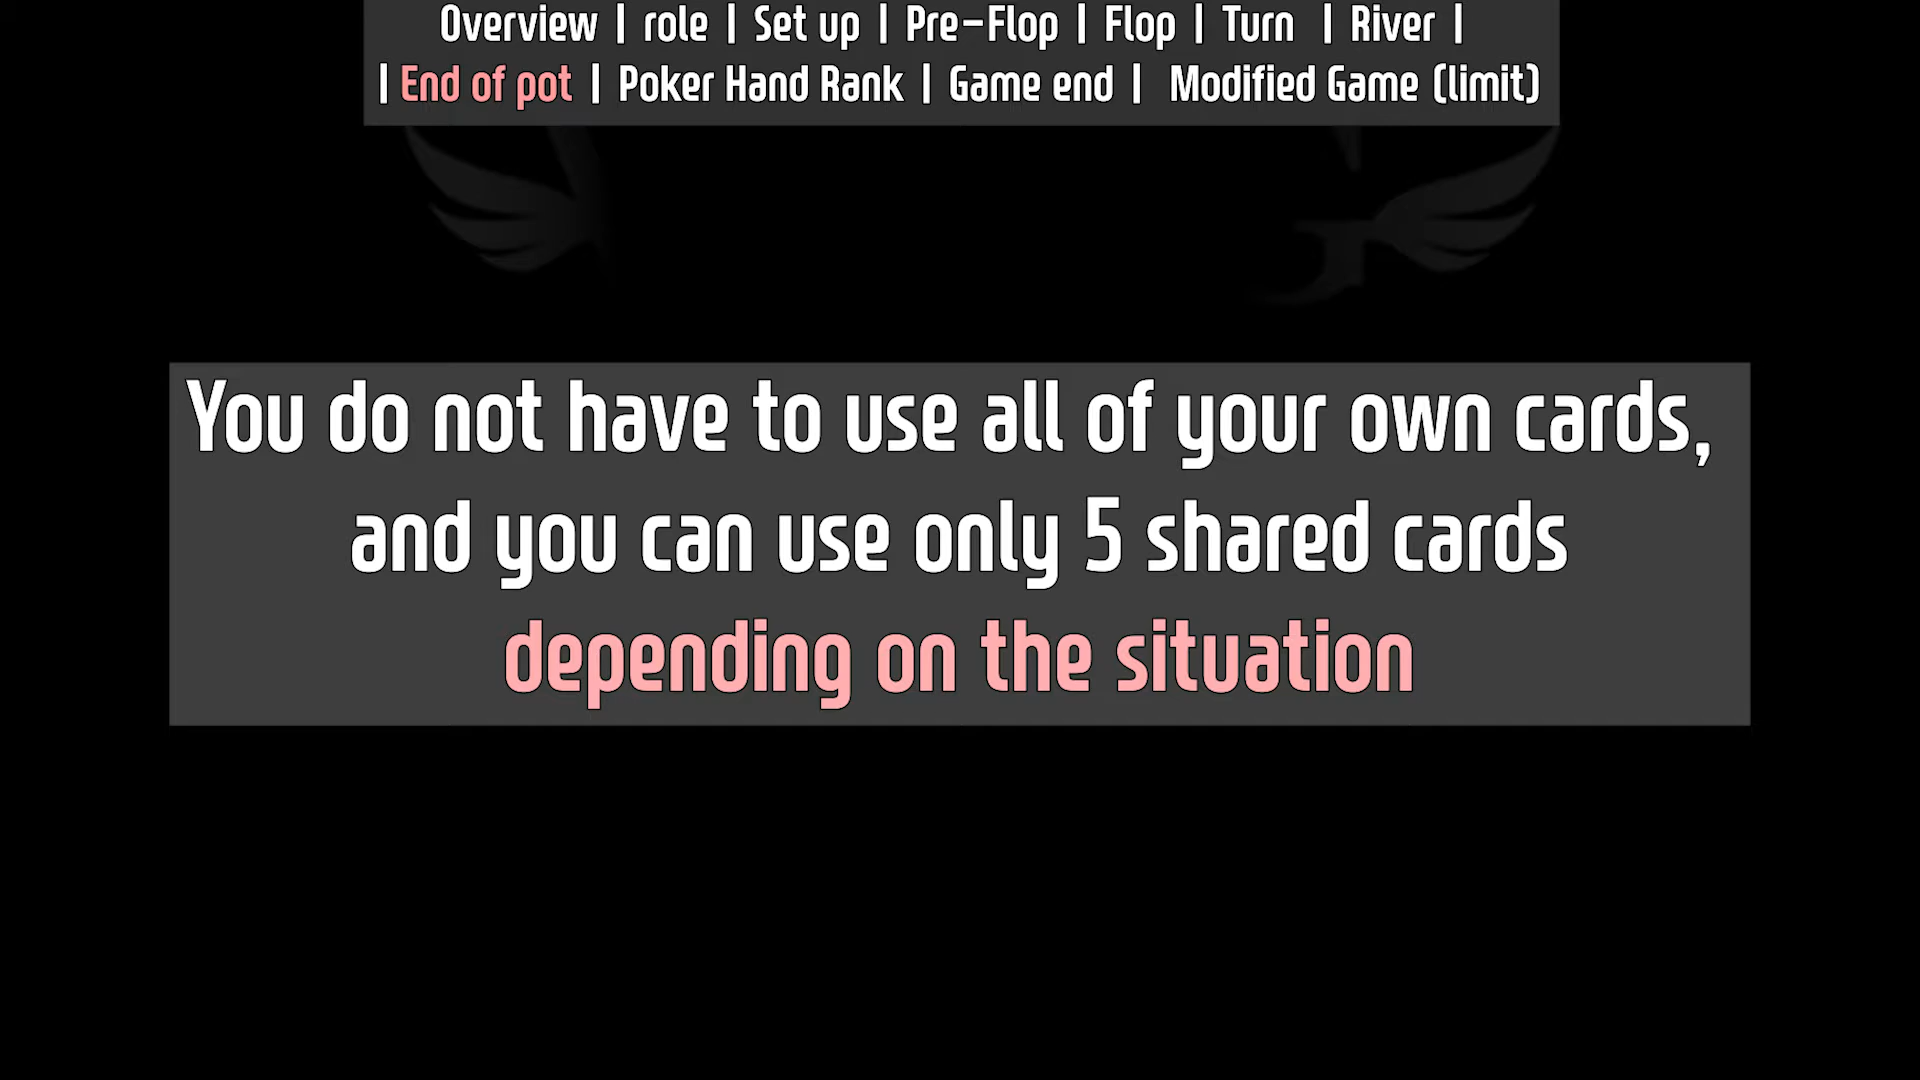 Overview | role | Set up | Pre-Flop | Flop | Turn | River |
| End of pot | Poker Hand Rank | Game end | Modified Game (limit)
You do not have to use all of your own cards,
and you can use only 5 shared cards
depending on the situation